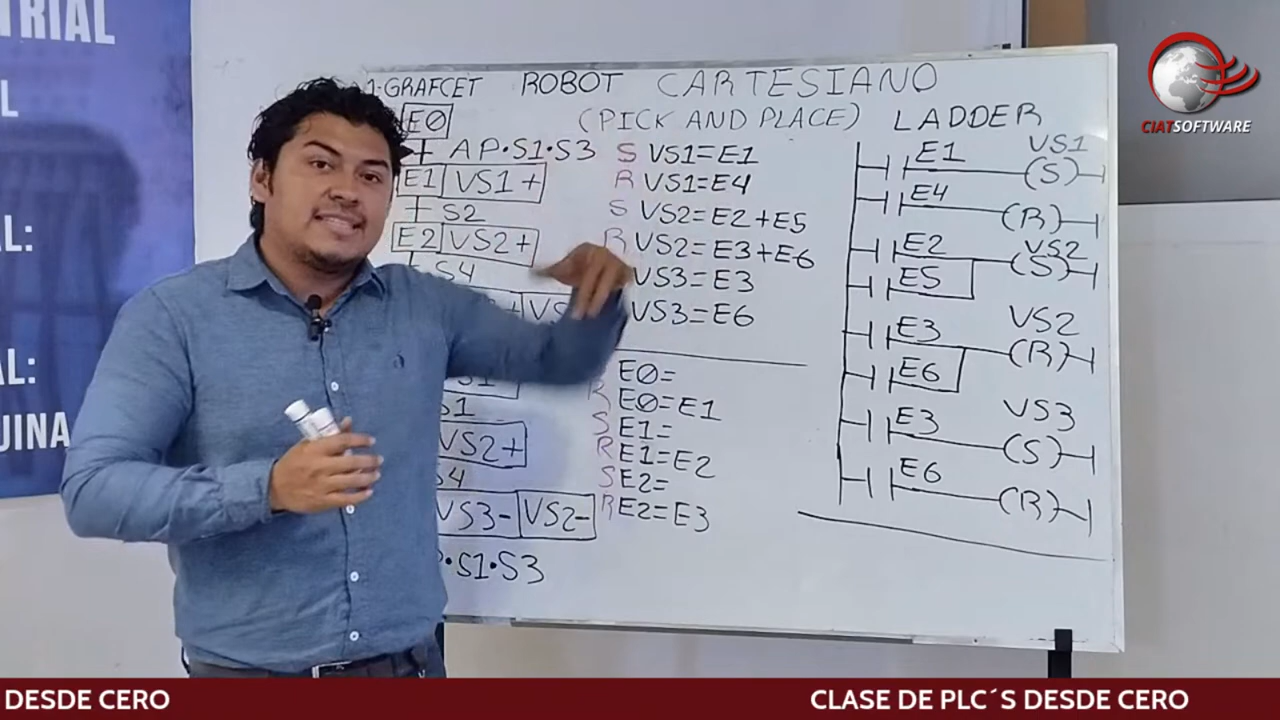 TRIAL
L
AL:
AL:
UINA
CIATSOFTWARE
GRAFCET ROBOT CARTESIANO
(PICK AND PLACE)
LADDER
E0
+ AP•S1•S3
E1 VS1+
+ S2
E2 VS2+
S4
S1
VS2+
S4
VS3- VS2-
•S1•S3
S VS1=E1
R VS1=E4
S VS2=E2+E5
R VS2=E3+E6
VS3=E3
VS3=E6
E0=
R E0=E1
S E1=
R E1=E2
S E2=
R E2=E3
E1 VS1 (S)
E4 (R)
E2 VS2 (S)
E5
E3 VS2 (R)
E6
E3 VS3 (S)
E6 (R)
DESDE CERO
CLASE DE PLC´S DESDE CERO